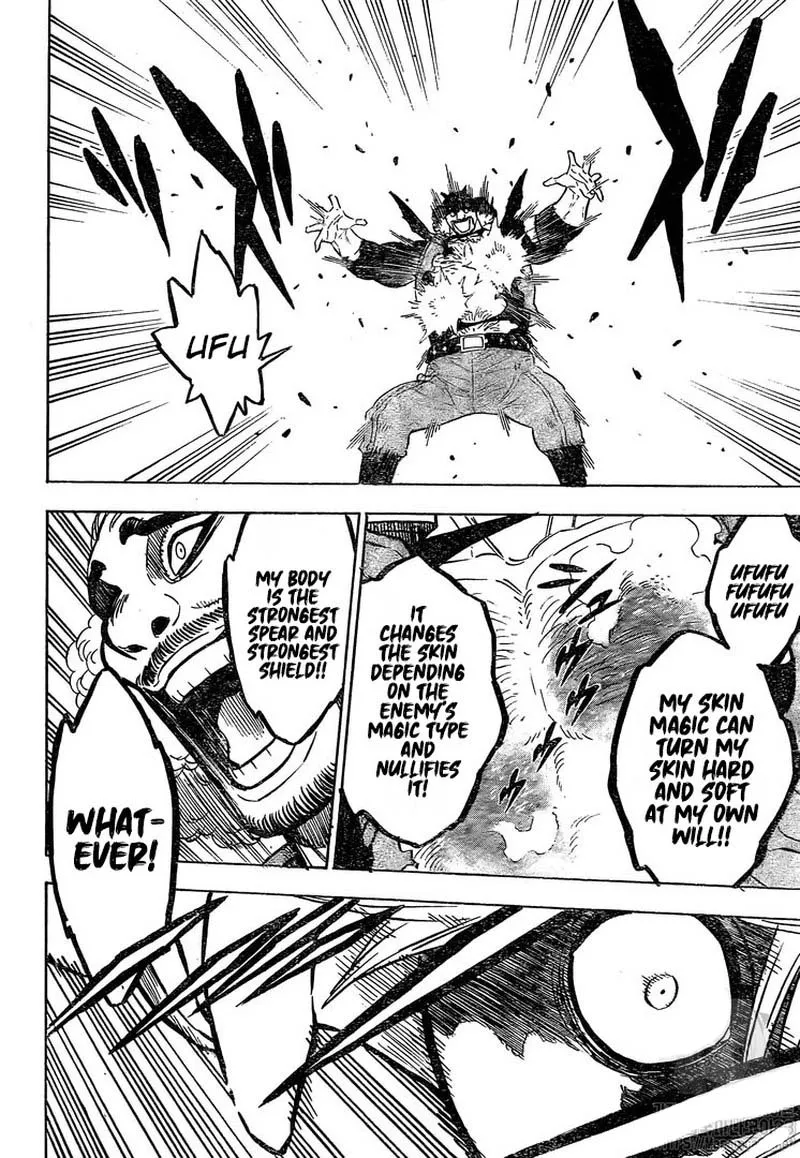 UFU
UFUFU
FUFUFU
UFUFU
MY SKIN
MAGIC CAN
TURN MY
SKIN HARD
AND SOFT
AT MY OWN
WILL!!
IT
CHANGES
THE SKIN
DEPENDING
ON THE
ENEMY'S
MAGIC TYPE
AND
NULLIFIES
IT!
MY BODY
IS THE
STRONGEST
SPEAR AND
STRONGEST
SHIELD!!
WHAT-
EVER!